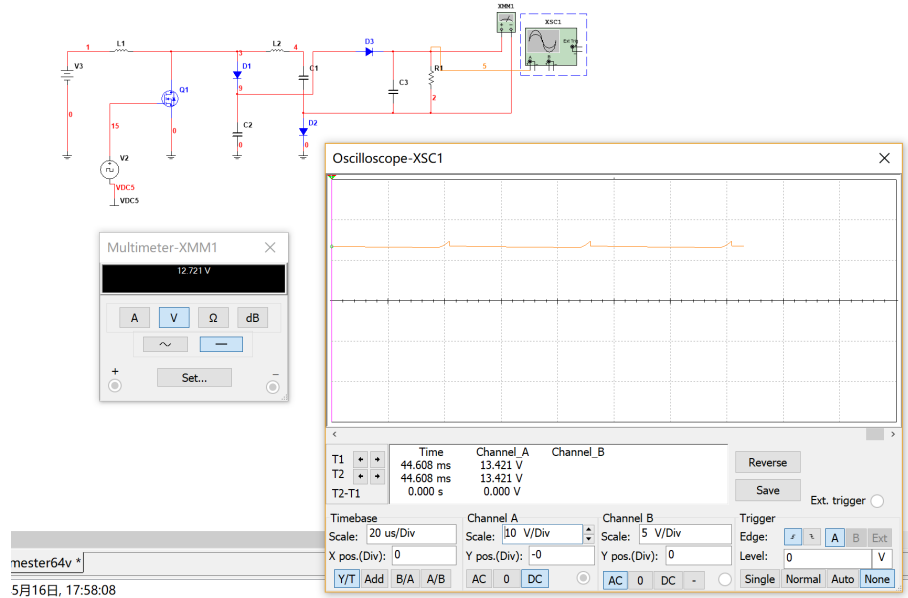 XMM1
XSC1
Ext Trig
L1
1
L2
4
3
D3
V3
D1
C1
R1
5
9
C3
Q1
2
0
C2
D2
15
0
0
0
V2
VDC5
VDC5
Oscilloscope-XSC1
Multimeter-XMM1
12.721 V
A V Ω dB
+ −
Set...
Time Channel_A Channel_B
T1 44.608 ms 13.421 V
T2 44.608 ms 13.421 V
T2-T1 0.000 s 0.000 V
Reverse
Save
Ext. trigger
Timebase Channel A Channel B Trigger
Scale: 20 us/Div Scale: 10 V/Div Scale: 5 V/Div Edge: A B Ext
X pos.(Div): 0 Y pos.(Div): -0 Y pos.(Div): 0 Level: 0 V
Y/T Add B/A A/B AC 0 DC AC 0 DC - Single Normal Auto None
mester64v *
5月16日, 17:58:08